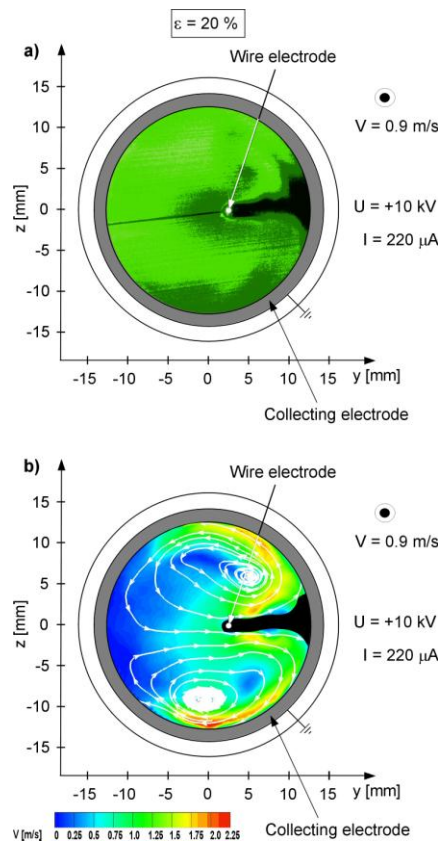 ε = 20 %
a)
Wire electrode
V = 0.9 m/s
U = +10 kV
I = 220 μA
z [mm]
15
10
5
0
-5
-10
-15
-15 -10 -5 0 5 10 15
y [mm]
Collecting electrode
b)
Wire electrode
V = 0.9 m/s
U = +10 kV
I = 220 μA
z [mm]
15
10
5
0
-5
-10
-15
-15 -10 -5 0 5 10 15
y [mm]
V [m/s] 0 0.25 0.5 0.75 1 1.25 1.5 1.75 2.0 2.25
Collecting electrode